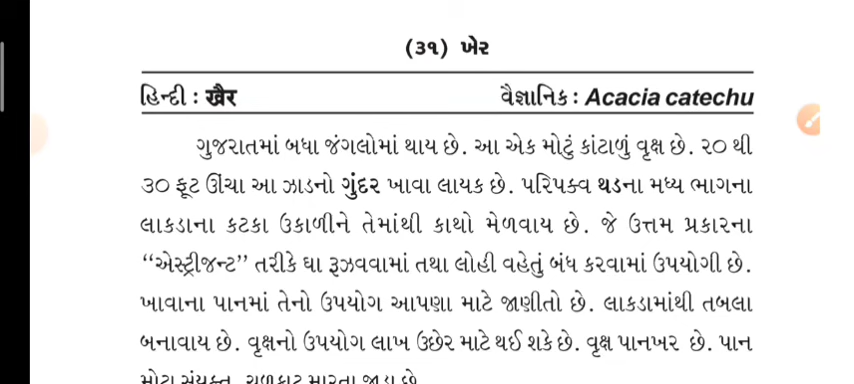 (૩૧) ખેર
હિન્દી : खैर વૈજ્ઞાનિક : Acacia catechu
ગુજરાતમાં બધા જંગલોમાં થાય છે. આ એક મોટું કાંટાળું વૃક્ષ છે. ૨૦ થી
૩૦ ફૂટ ઊંચા આ ઝાડનો ગુંદર ખાવા લાયક છે. પરિપક્વ થડના મધ્ય ભાગના
લાકડાના કટકા ઉકાળીને તેમાંથી કાથો મેળવાય છે. જે ઉત્તમ પ્રકારના
“એસ્ટ્રીજન્ટ” તરીકે ઘા રૂઝવવામાં તથા લોહી વહેતું બંધ કરવામાં ઉપયોગી છે.
ખાવાના પાનમાં તેનો ઉપયોગ આપણા માટે જાણીતો છે. લાકડામાંથી તબલા
બનાવાય છે. વૃક્ષનો ઉપયોગ લાખ ઉછેર માટે થઈ શકે છે. વૃક્ષ પાનખર છે. પાન
મોટા સંયુક્ત, ચળકાટ મારતા જાડા છે.